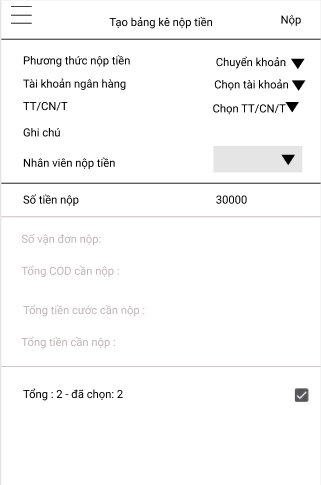 Tạo bảng kê nộp tiền
Nộp
Phương thức nộp tiền Chuyển khoản
Tài khoản ngân hàng Chọn tài khoản
TT/CN/T Chọn TT/CN/T
Ghi chú
Nhân viên nộp tiền
Số tiền nộp 30000
Số vận đơn nộp:
Tổng COD cần nộp :
Tổng tiền cước cần nộp :
Tổng tiền cần nộp :
Tổng : 2 - đã chọn: 2